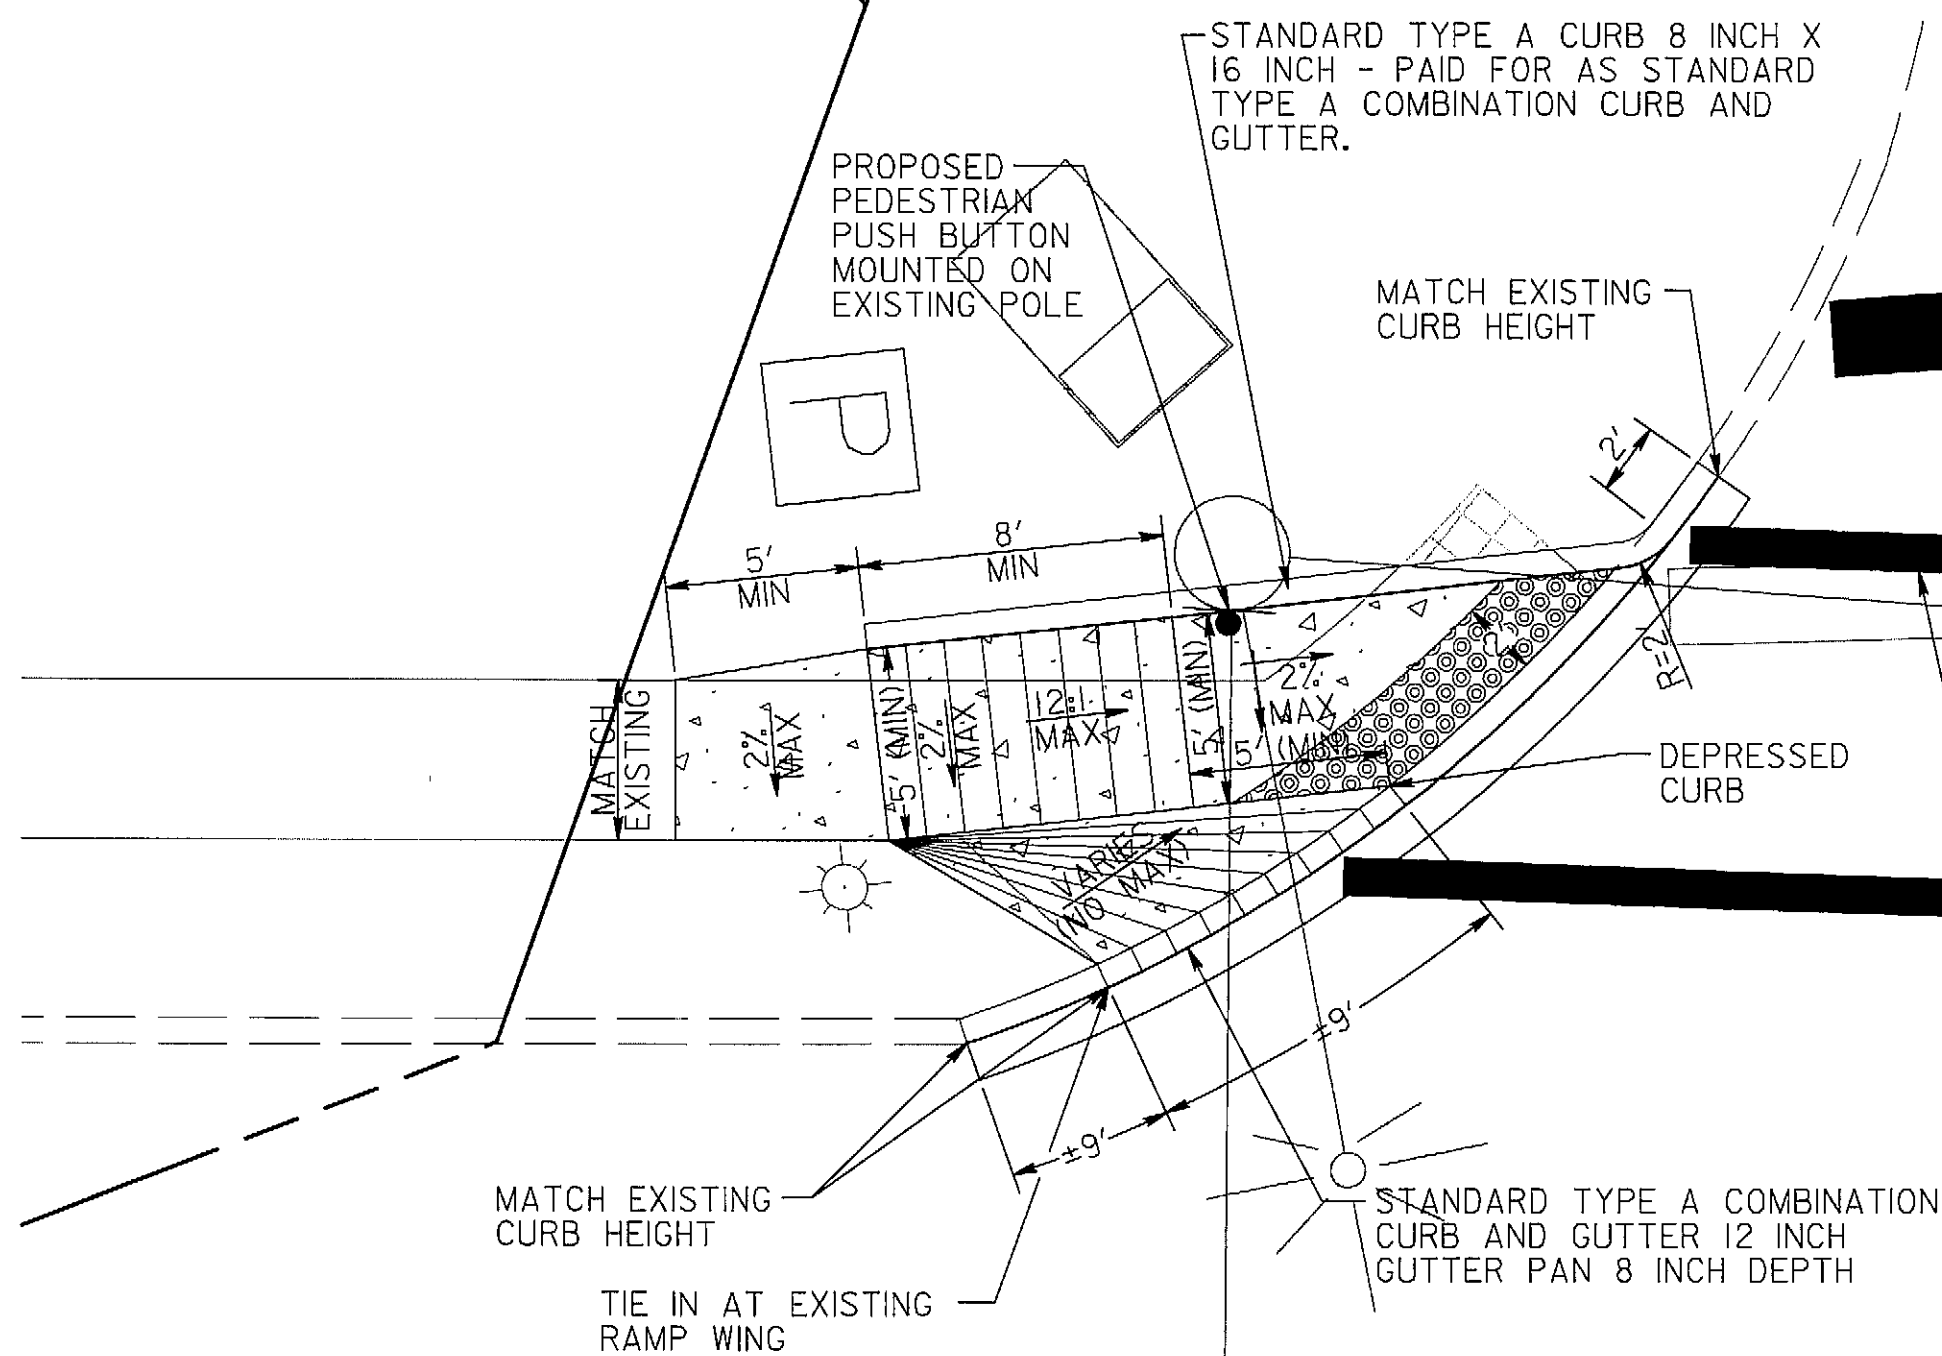 STANDARD TYPE A CURB 8 INCH X
16 INCH - PAID FOR AS STANDARD
TYPE A COMBINATION CURB AND
GUTTER.
PROPOSED
PEDESTRIAN
PUSH BUTTON
MOUNTED ON
EXISTING POLE
MATCH EXISTING
CURB HEIGHT
P
2'
5'
MIN
8'
MIN
MATCH
EXISTING
2%
MAX
5' (MIN)
2%
MAX
12:1
MAX
5' (MIN)
2%
MAX
5' (MIN)
2'
R=2'
DEPRESSED
CURB
VARIES
(NO MAX)
±9'
±9'
MATCH EXISTING
CURB HEIGHT
STANDARD TYPE A COMBINATION
CURB AND GUTTER 12 INCH
GUTTER PAN 8 INCH DEPTH
TIE IN AT EXISTING
RAMP WING